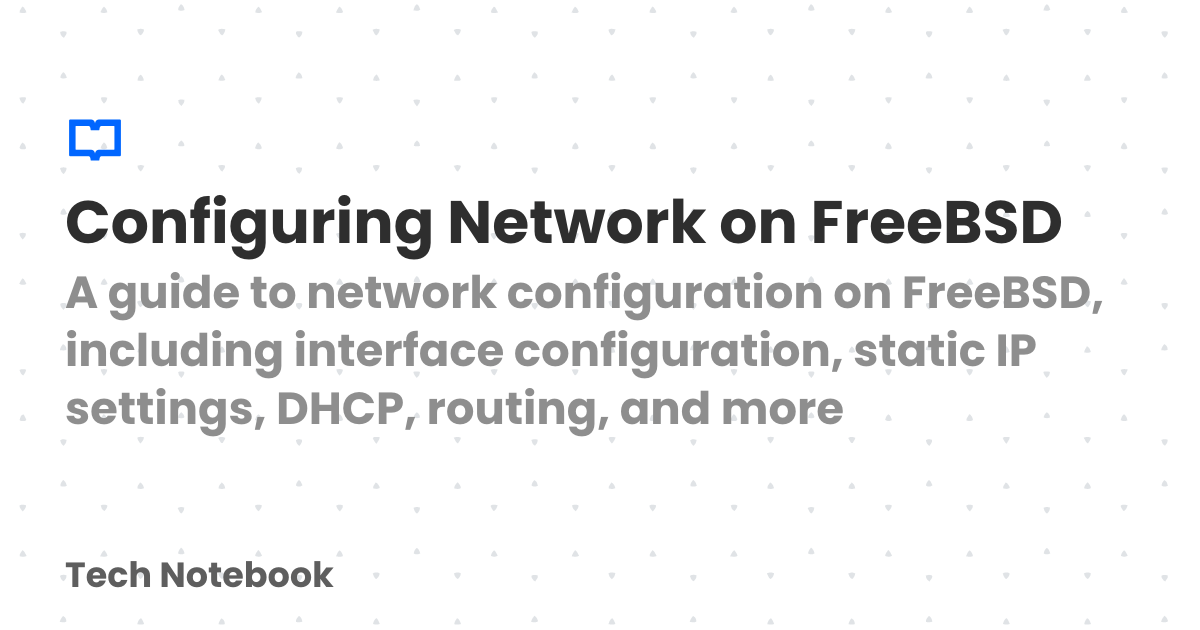 Configuring Network on FreeBSD
A guide to network configuration on FreeBSD,
including interface configuration, static IP
settings, DHCP, routing, and more
Tech Notebook